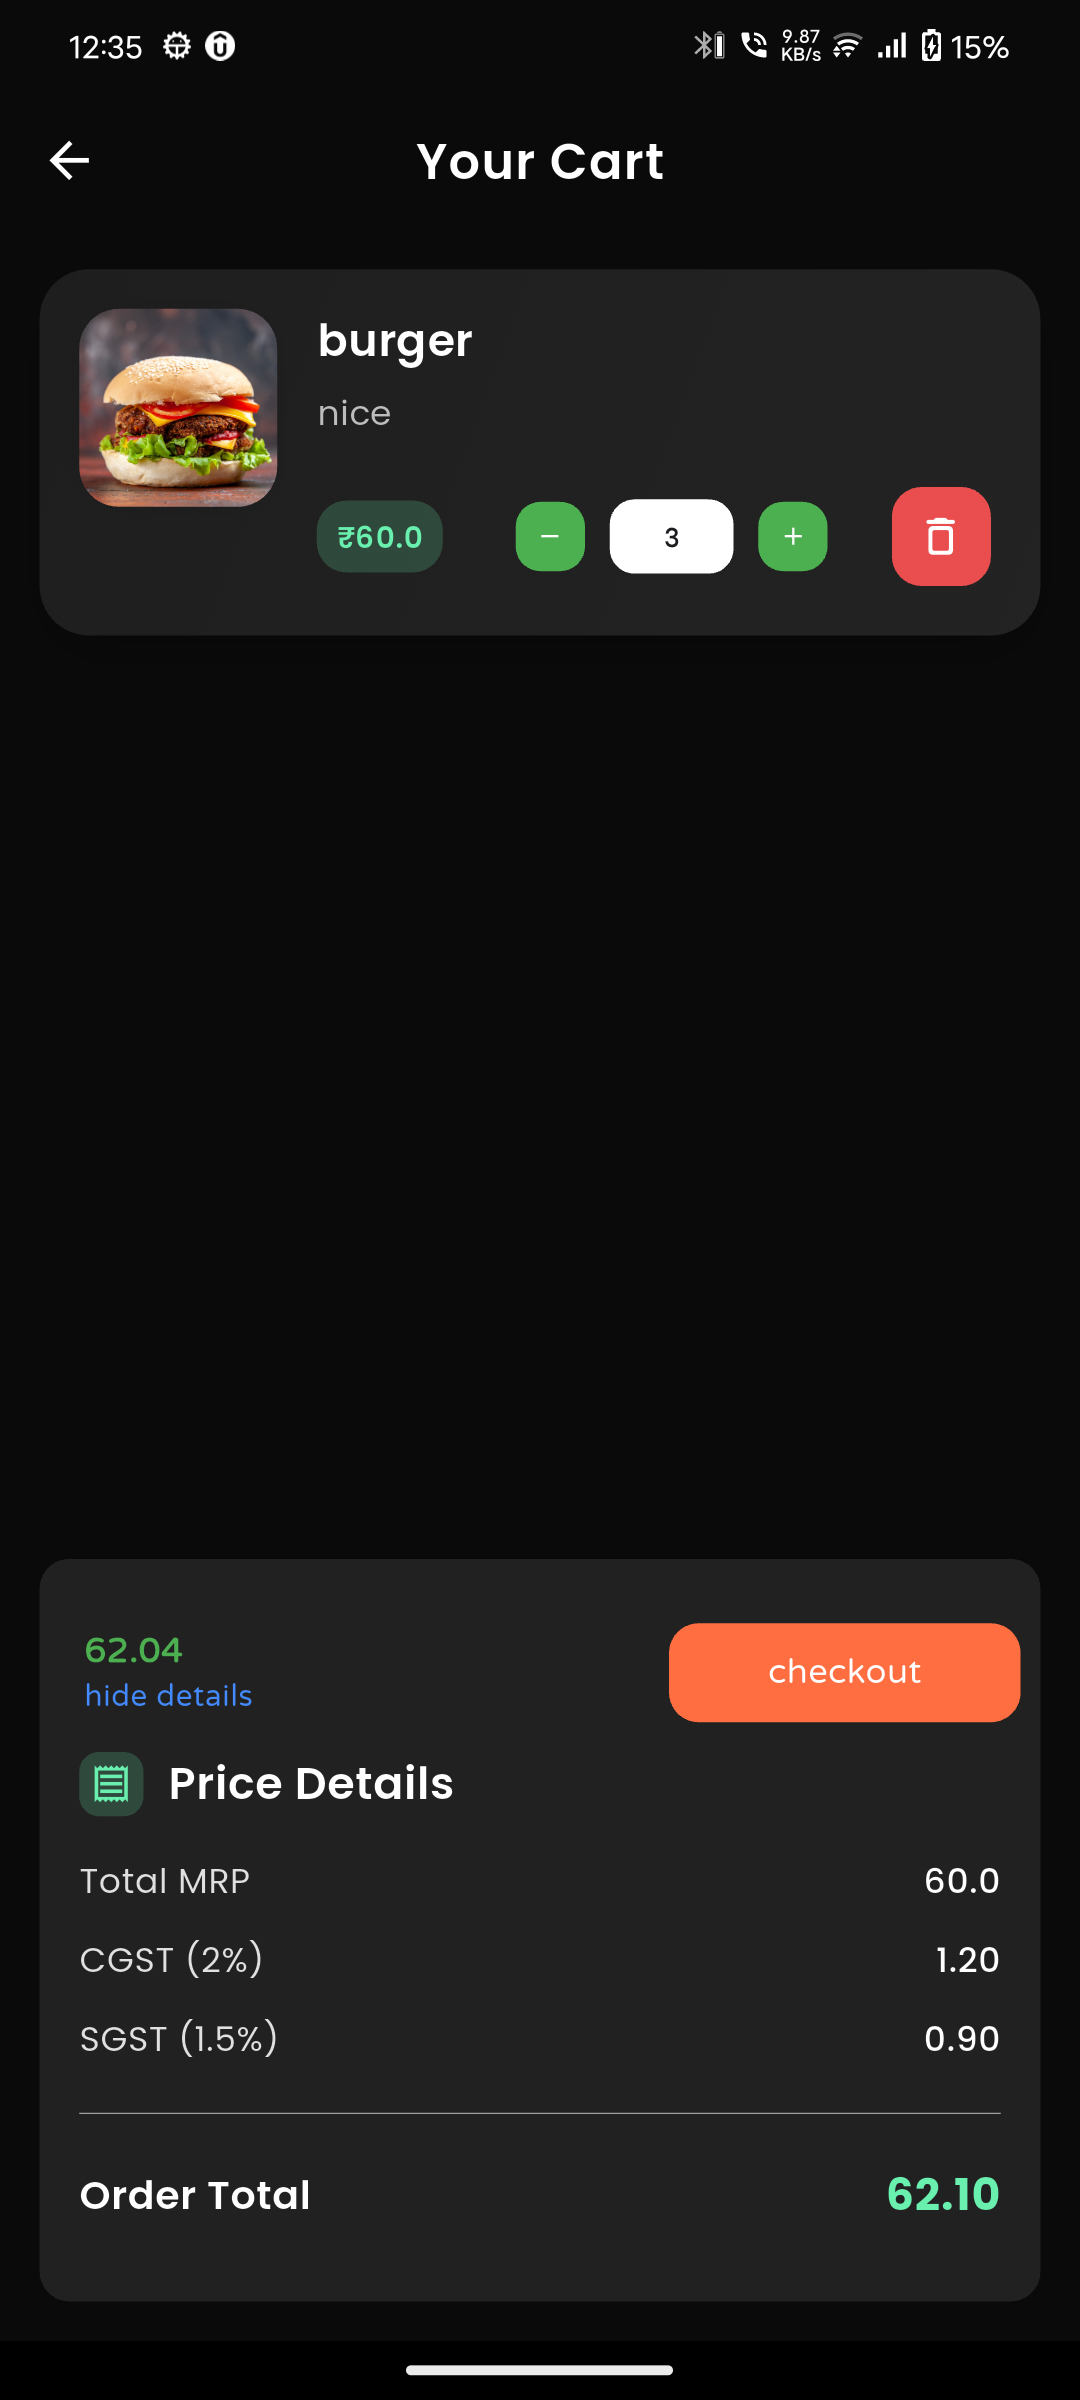 12:35 9.87 KB/s 15%
Your Cart
burger
nice
₹60.0 − 3 +
62.04
hide details
checkout
Price Details
Total MRP 60.0
CGST (2%) 1.20
SGST (1.5%) 0.90
Order Total 62.10